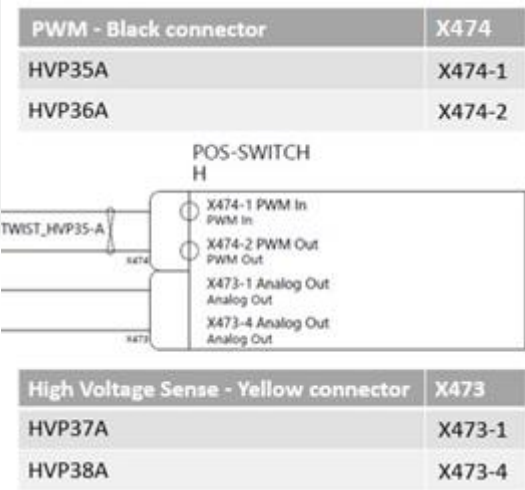 PWM - Black connector X474
HVP35A X474-1
HVP36A X474-2
POS-SWITCH
H
X474-1 PWM In
PWM In
TWIST_HVP35-A
X474-2 PWM Out
PWM Out
X474
X473-1 Analog Out
Analog Out
X473-4 Analog Out
Analog Out
X473
High Voltage Sense - Yellow connector X473
HVP37A X473-1
HVP38A X473-4